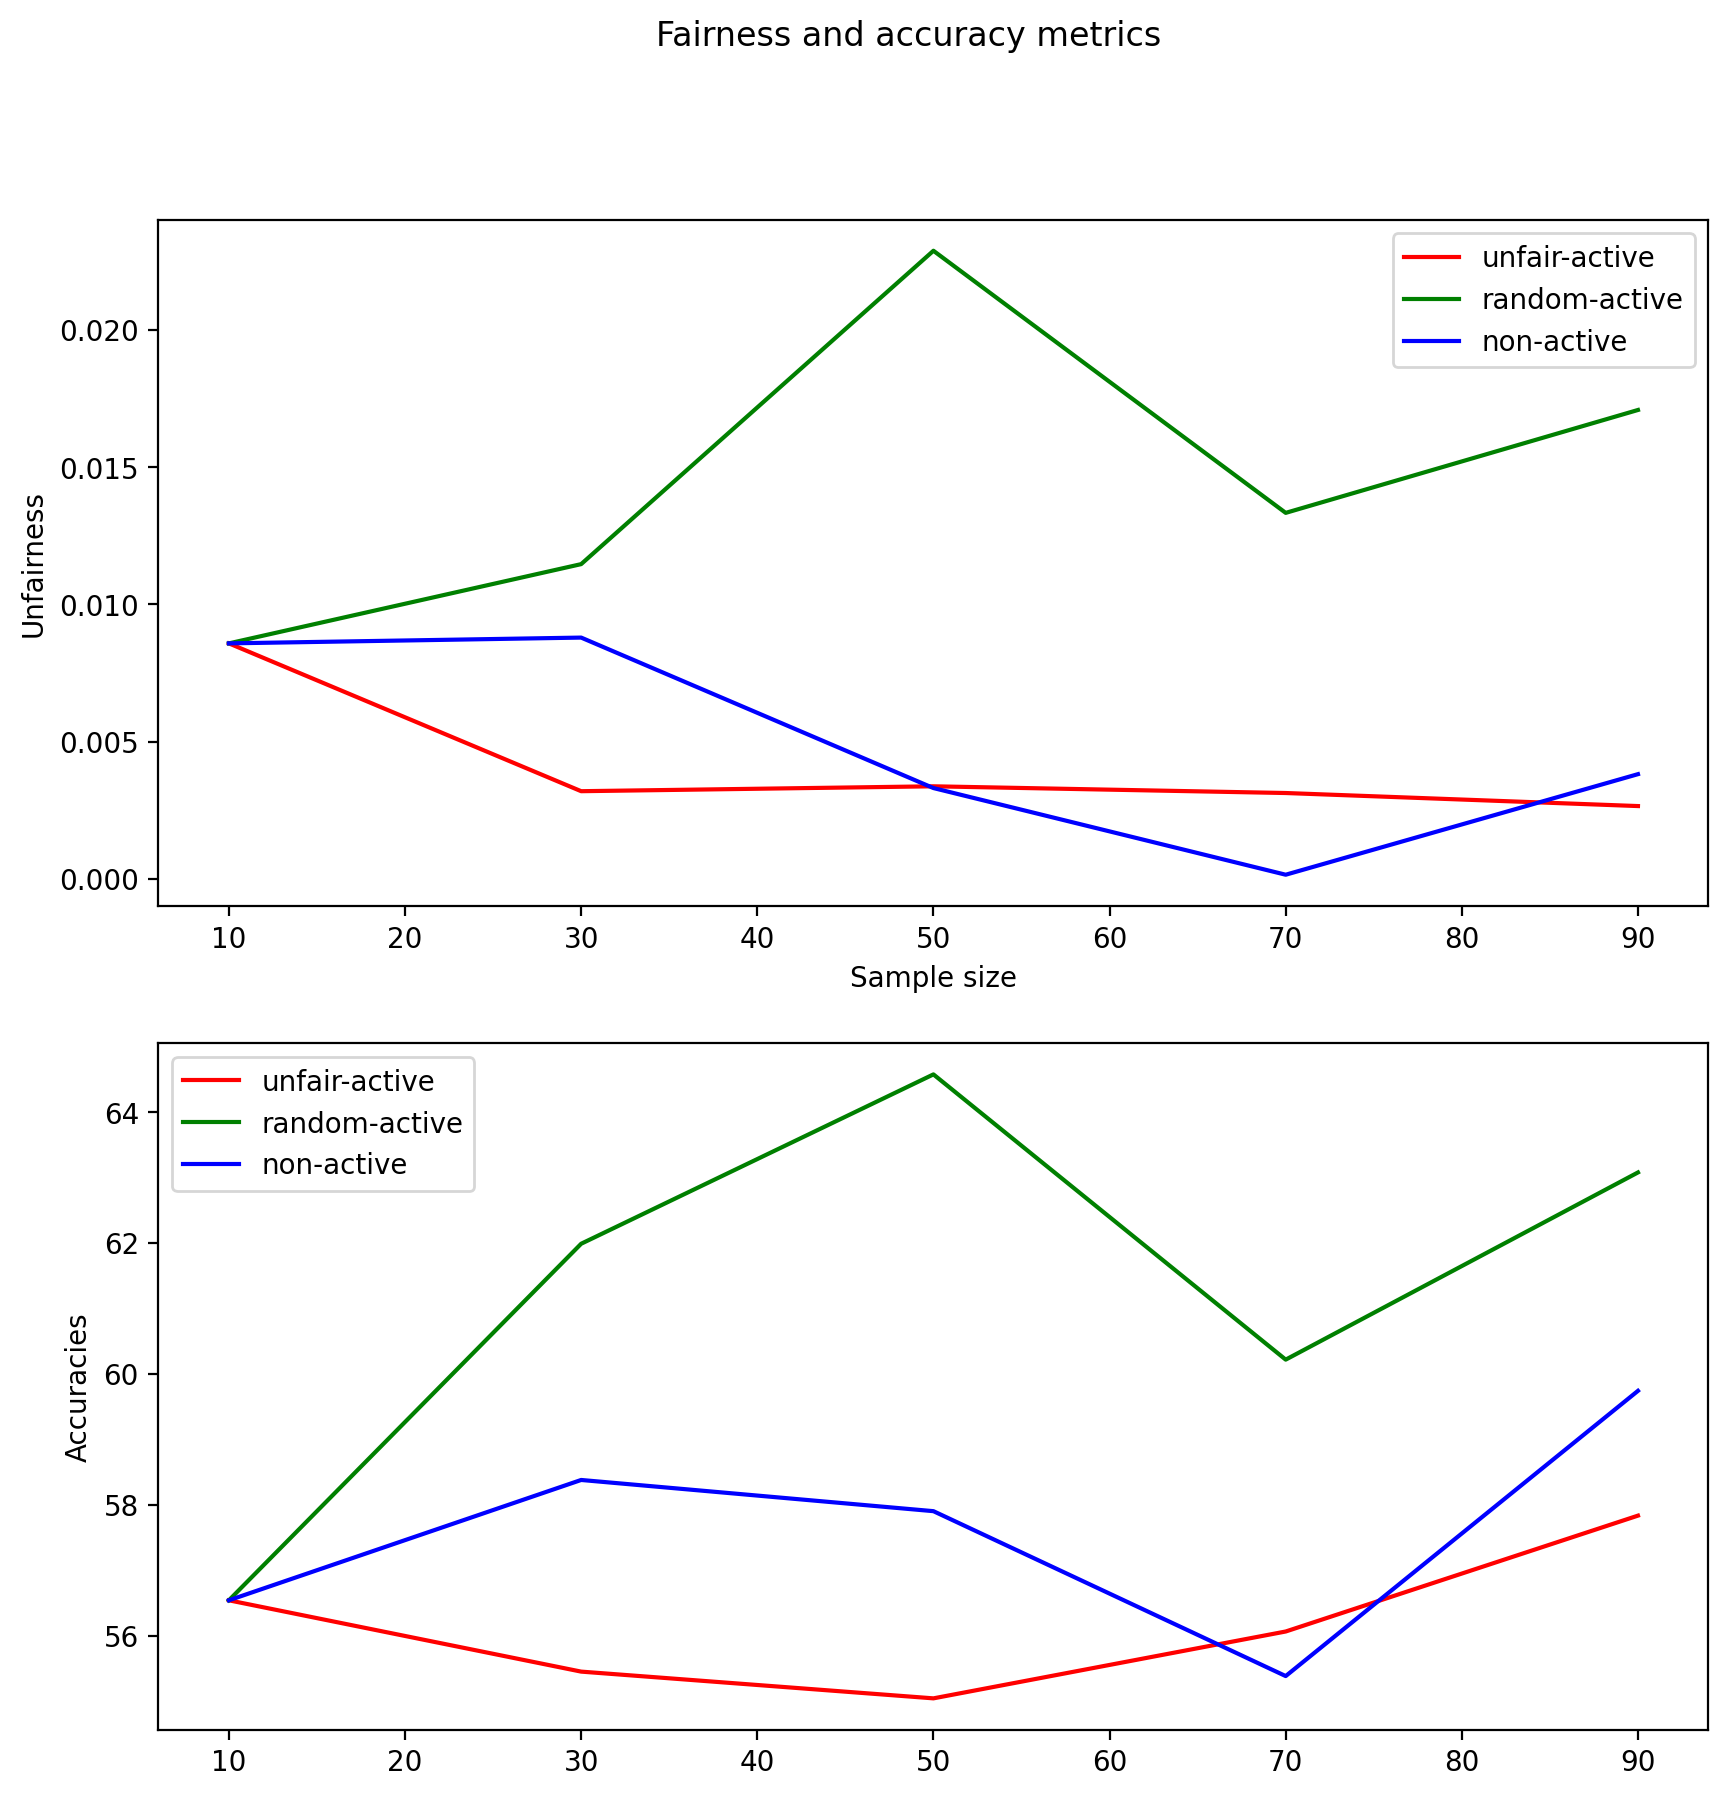 Fairness and accuracy metrics
unfair-active
random-active
non-active
Unfairness
0.020
0.015
0.010
0.005
0.000
10 20 30 40 50 60 70 80 90
Sample size
unfair-active
random-active
non-active
Accuracies
64
62
60
58
56
10 20 30 40 50 60 70 80 90